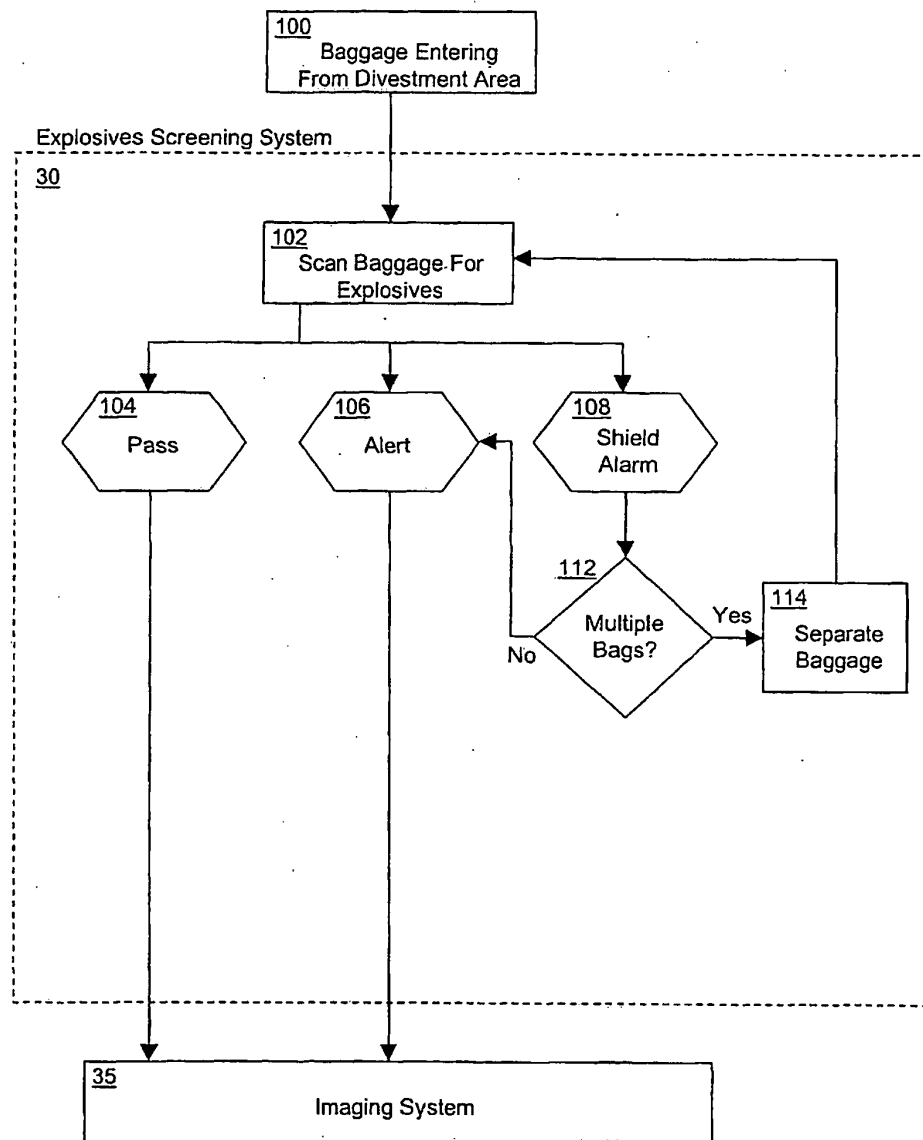 100
Baggage Entering
From Divestment Area
Explosives Screening System
30
102
Scan Baggage For
Explosives
104
Pass
106
Alert
108
Shield
Alarm
112
Multiple
Bags?
No
Yes
114
Separate
Baggage
35
Imaging System